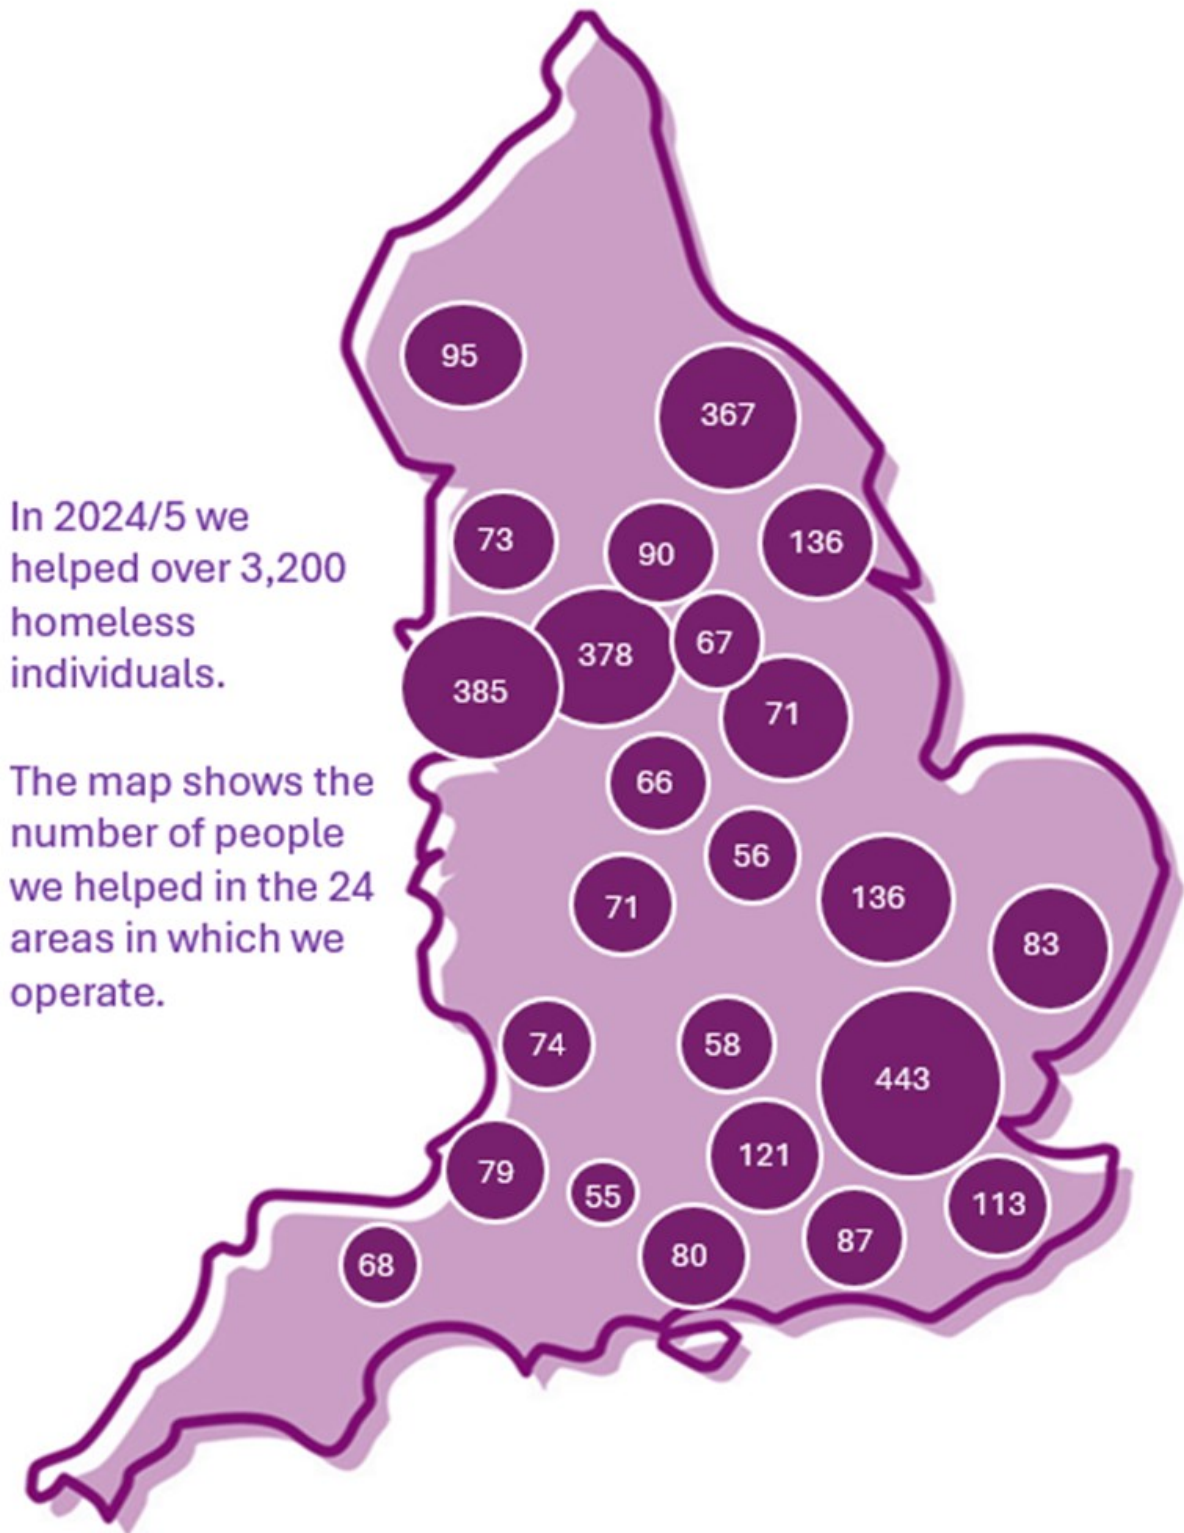 95
367
In 2024/5 we
helped over 3,200
homeless
individuals.
73
90
136
378
67
385
71
The map shows the
number of people
we helped in the 24
areas in which we
operate.
66
56
71
136
83
74
58
443
121
79
55
113
87
80
68